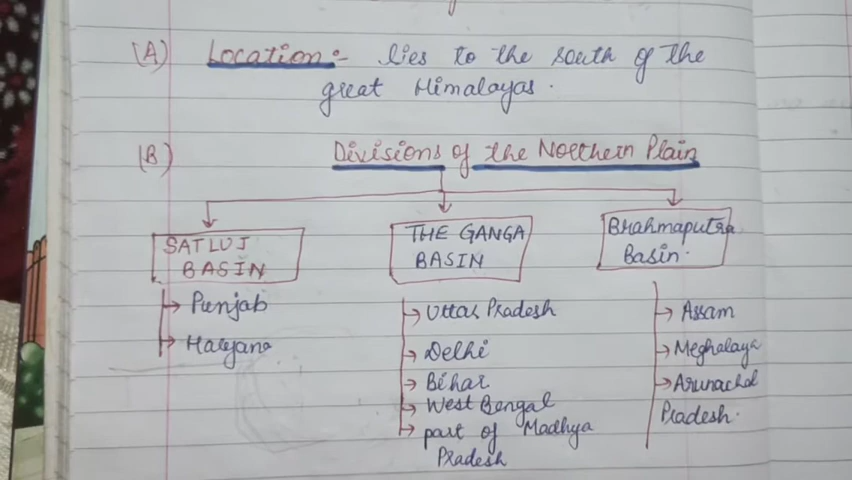 (A) Location:- lies to the south of the
great Himalayas.
(B) Divisions of the Northern Plain
SATLUJ
BASIN
Punjab
Haryana
THE GANGA
BASIN
Uttar Pradesh
Delhi
Bihar
West Bengal
part of Madhya
Pradesh
Brahmaputra
Basin.
Assam
Meghalaya
Arunachal
Pradesh.